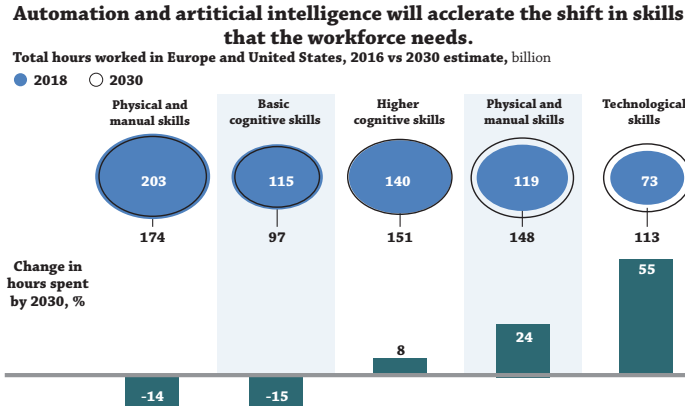 Automation and artiticial intelligence will acclerate the shift in skills
that the workforce needs.
Total hours worked in Europe and United States, 2016 vs 2030 estimate, billion
2018 2030
Physical and manual skills
Basic cognitive skills
Higher cognitive skills
Physical and manual skills
Technological skills
203 115 140 119 73
174 97 151 148 113
Change in
hours spent
by 2030, %
-14 -15 8 24 55